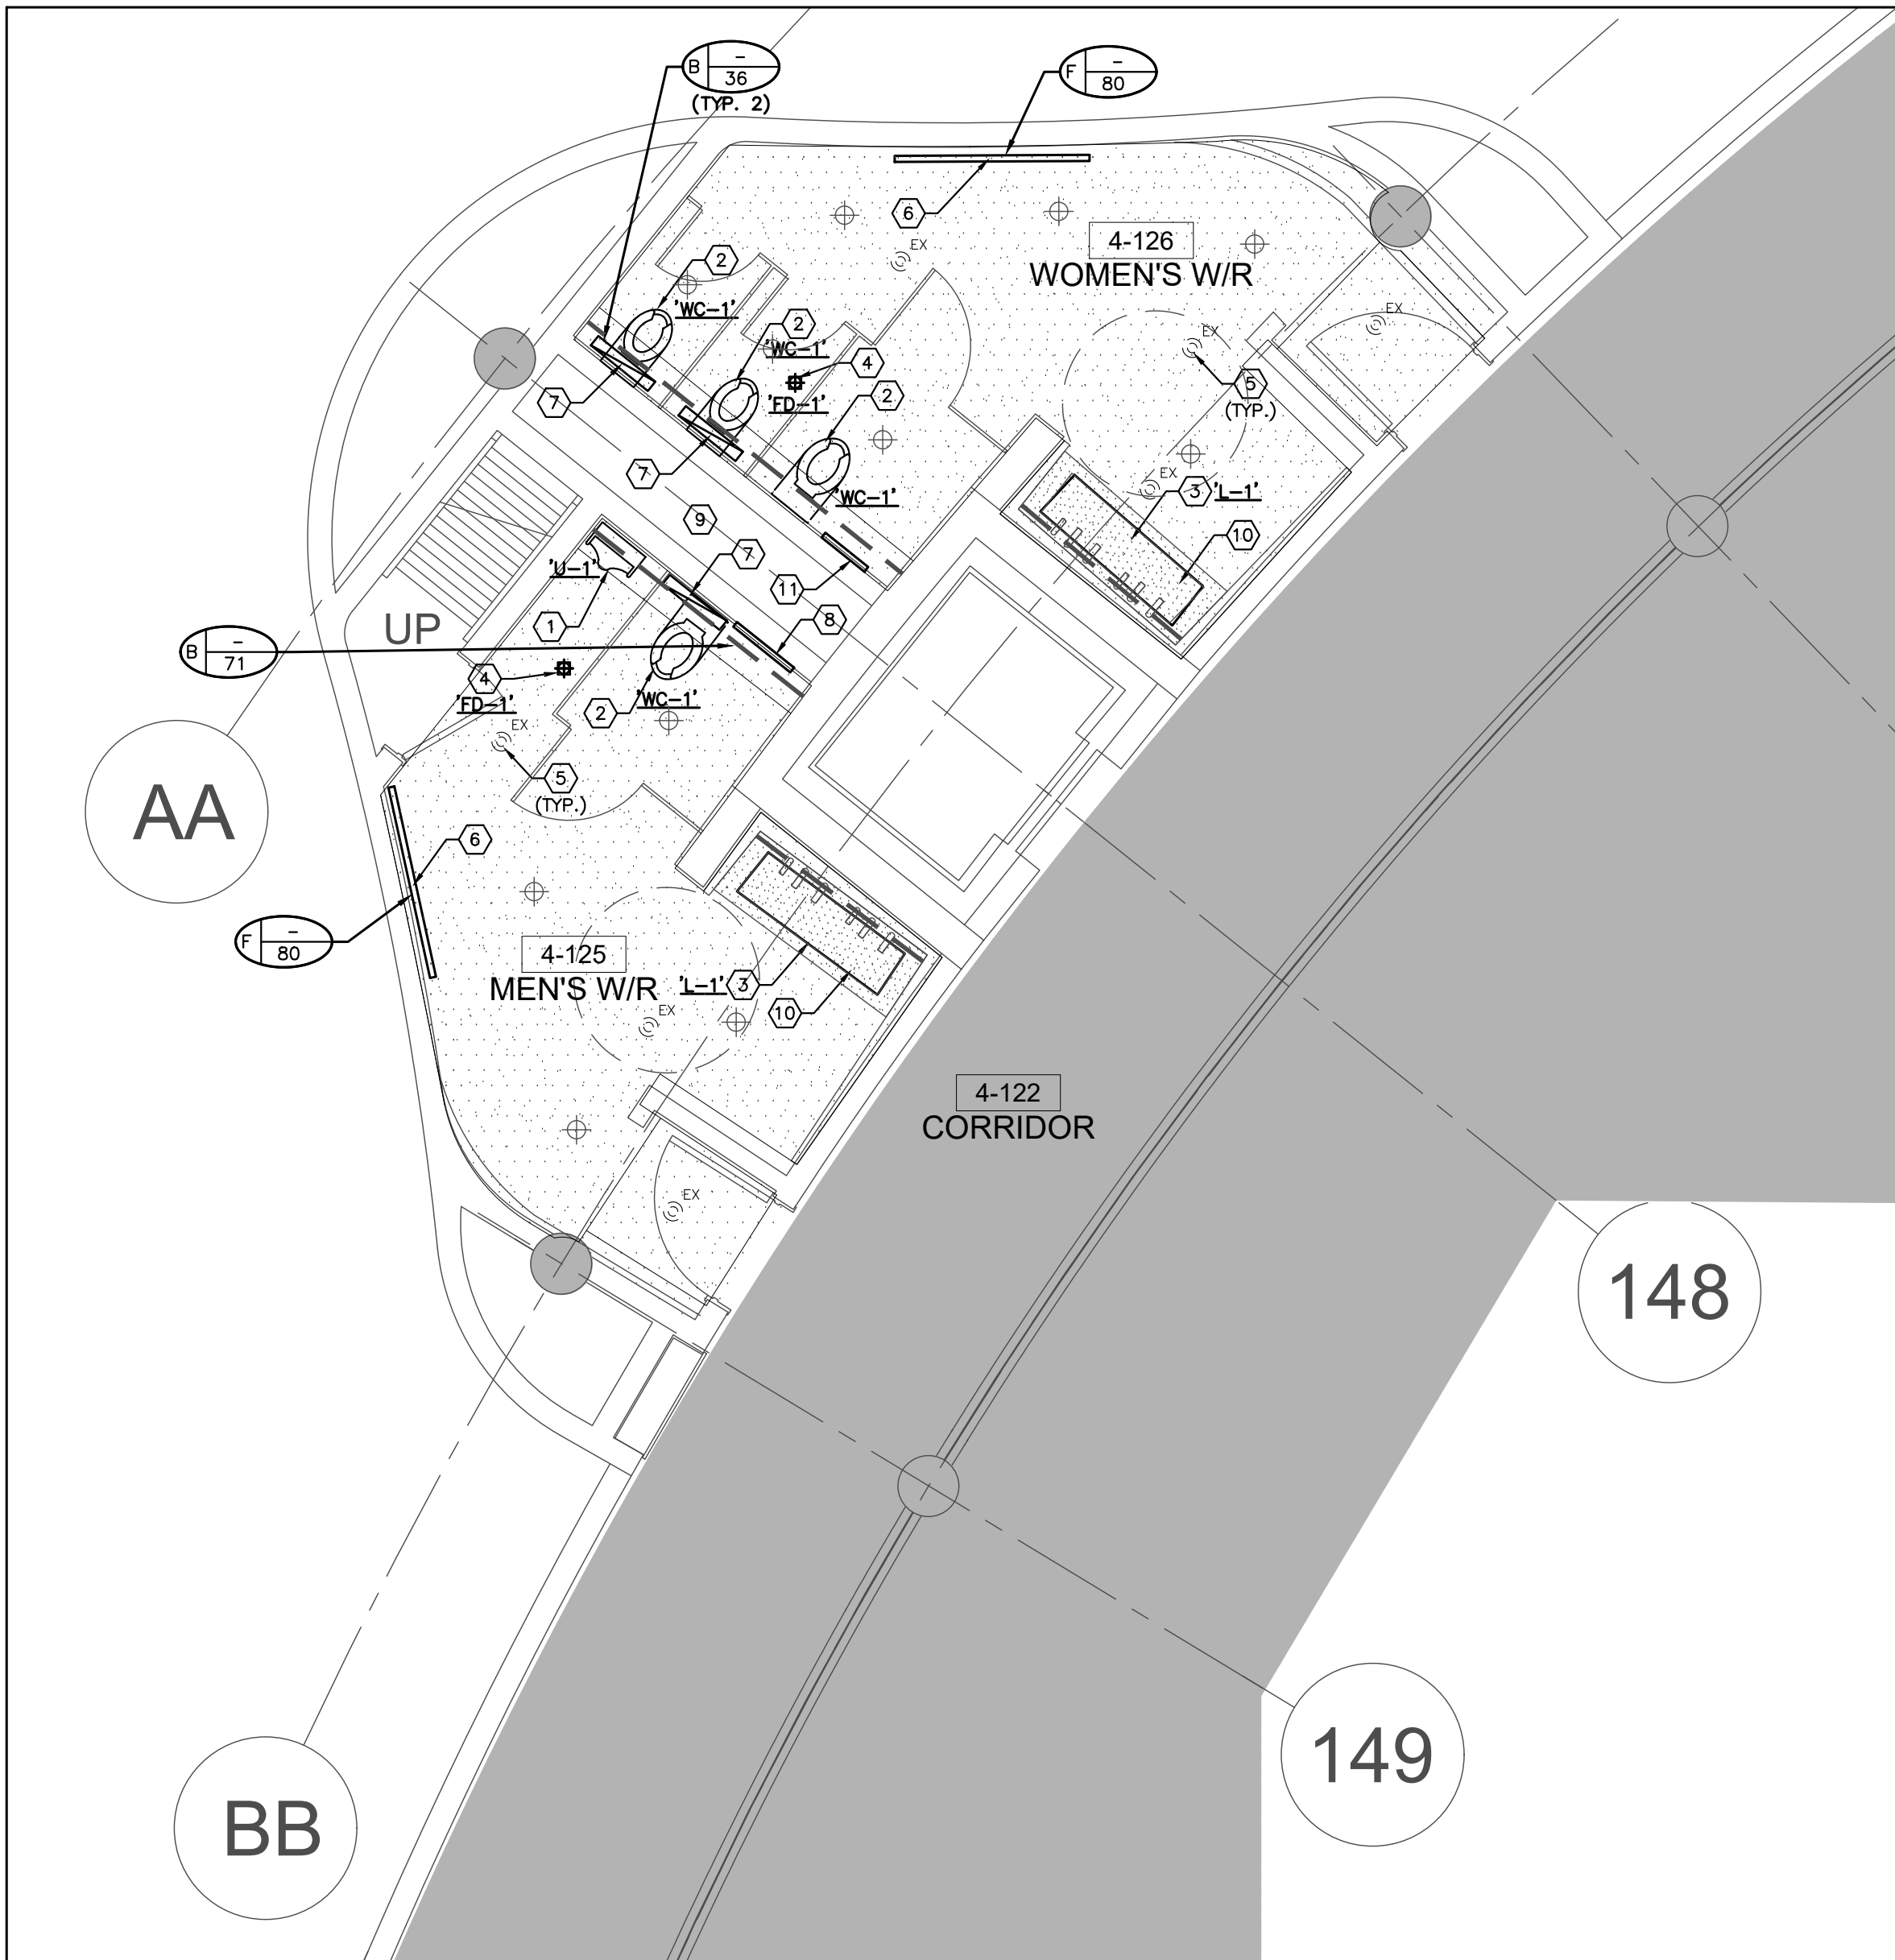 B
-
36
(TYP. 2)
F
-
80
6
4-126
WOMEN'S W/R
EX
2
'WC-1'
EX
2
'WC-1'
EX
4
2
'FD-1'
5
(TYP.)
7
7
'WC-1'
EX
3
'L-1'
10
9
7
'U-1'
11
1
8
UP
B
-
71
4
'FD-1'
2
'WC-1'
EX
5
(TYP.)
AA
6
F
-
80
4-125
MEN'S W/R
'L-1'
3
10
EX
4-122
CORRIDOR
EX
148
149
BB